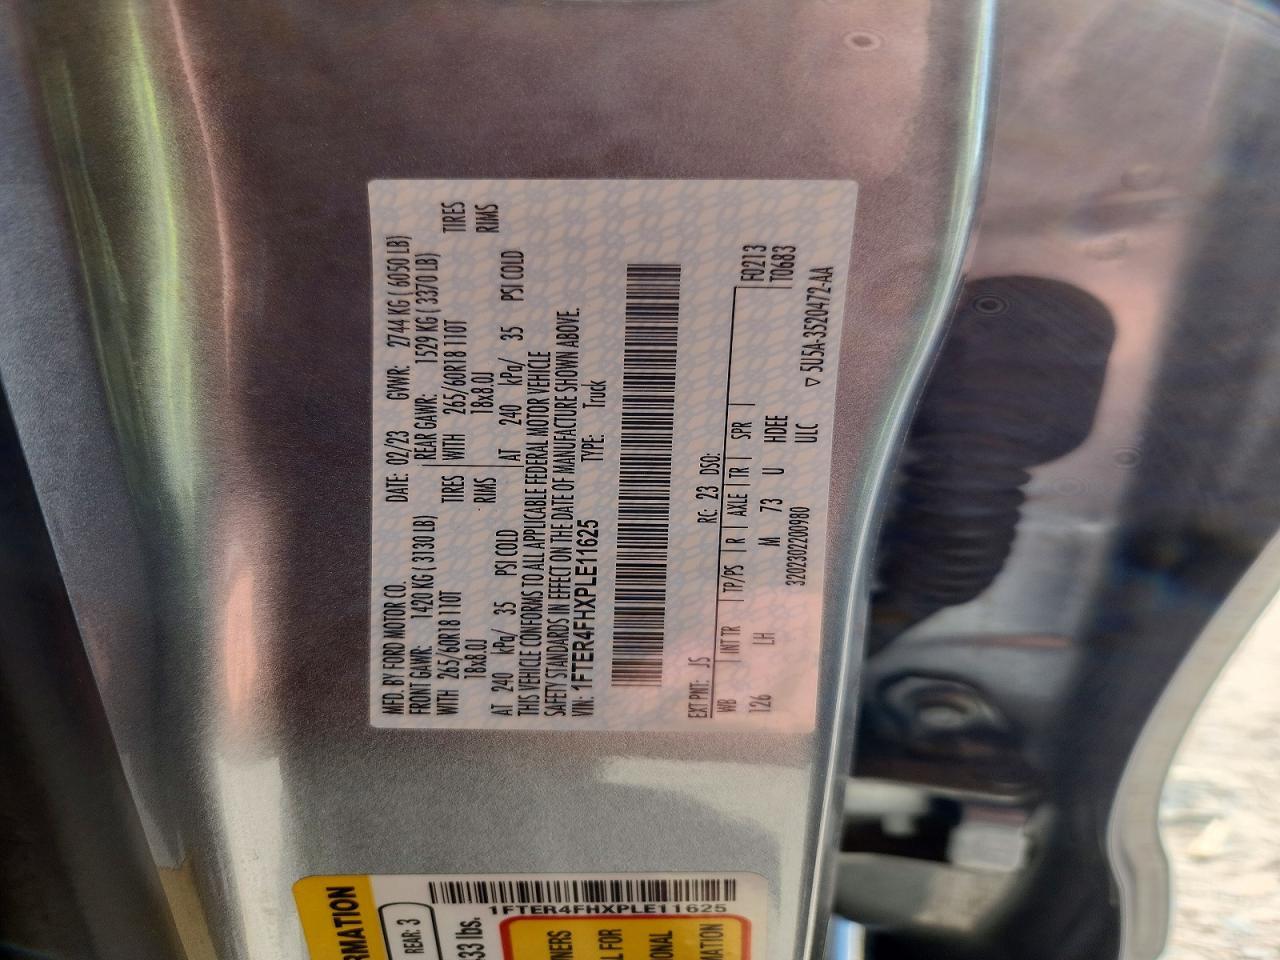 MFD. BY FORD MOTOR CO. DATE: 02/23 GVWR: 2744 KG ( 6050 LB)
FRONT GAWR: 1420 KG ( 3130 LB) REAR GAWR: 1529 KG ( 3370 LB)
WITH 265/60R18 110T TIRES WITH 265/60R18 110T TIRES
18x8.0J RIMS 18x8.0J RIMS
AT 240 kPa/ 35 PSI COLD AT 240 kPa/ 35 PSI COLD
THIS VEHICLE CONFORMS TO ALL APPLICABLE FEDERAL MOTOR VEHICLE
SAFETY STANDARDS IN EFFECT ON THE DATE OF MANUFACTURE SHOWN ABOVE.
VIN: 1FTER4FHXPLE11625 TYPE: Truck
EXT PNT: JS RC: 23 DSO: F0213
WB INT TR TP/PS R AXLE TR SPR T0683
126 LH M 73 U HDEE
3202302200980 ULC ▽ 5U5A-3520472-AA
RMATION
REAR: 3
33 lbs.
1FTER4FHXPLE11625
NERS
L FOR
ONAL
MATION